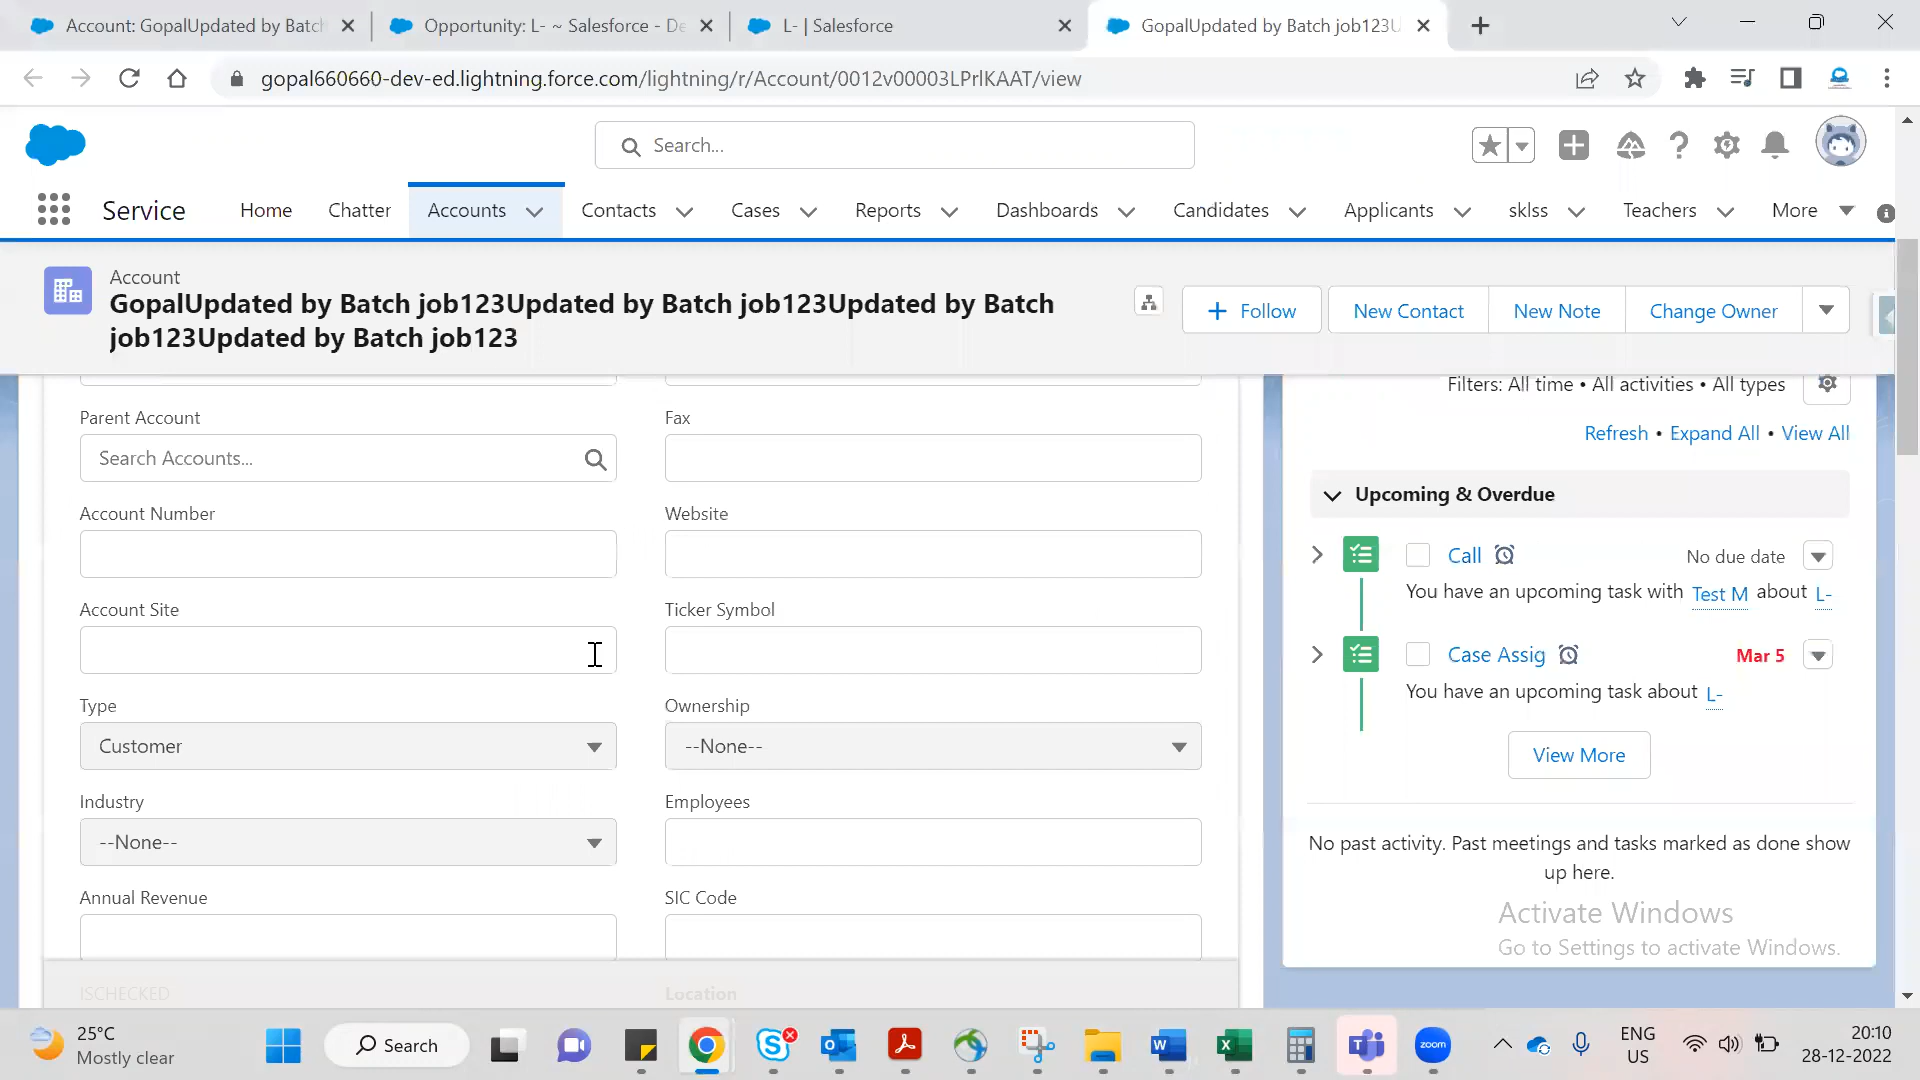 Account: GopalUpdated by Batch
Opportunity: L- ~ Salesforce - De
L- | Salesforce
GopalUpdated by Batch job123U
gopal660660-dev-ed.lightning.force.com/lightning/r/Account/0012v00003LPrlKAAT/view
Search...
Service
Home
Chatter
Accounts
Contacts
Cases
Reports
Dashboards
Candidates
Applicants
sklss
Teachers
More
Account
GopalUpdated by Batch job123Updated by Batch job123Updated by Batch
job123Updated by Batch job123
+ Follow
New Contact
New Note
Change Owner
Parent Account
Search Accounts...
Fax
Account Number
Website
Account Site
Ticker Symbol
Type
Customer
Ownership
--None--
Industry
--None--
Employees
Annual Revenue
SIC Code
ISCHECKED
Location
Filters: All time • All activities • All types
Refresh • Expand All • View All
Upcoming & Overdue
Call
No due date
You have an upcoming task with Test M about L-
Case Assig
Mar 5
You have an upcoming task about L-
View More
No past activity. Past meetings and tasks marked as done show
up here.
Activate Windows
Go to Settings to activate Windows.
25°C
Mostly clear
Search
zoom
ENG
US
20:10
28-12-2022